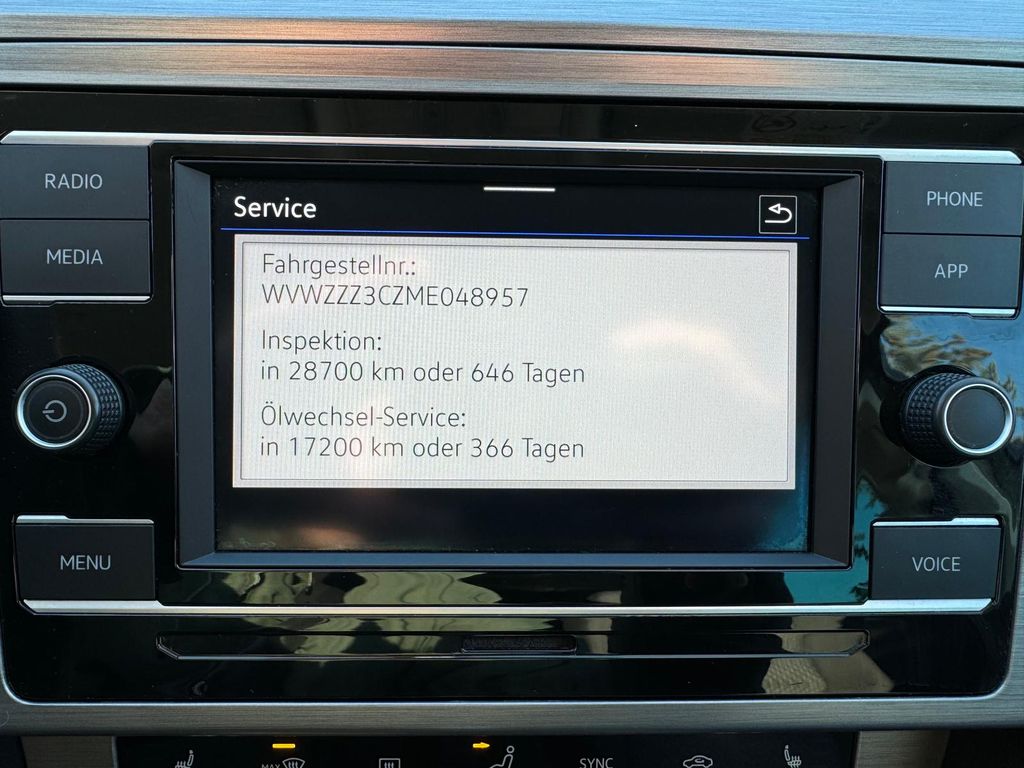 RADIO
MEDIA
Service
PHONE
APP
Fahrgestellnr.:
WVWZZZ3CZME048957
Inspektion:
in 28700 km oder 646 Tagen
Ölwechsel-Service:
in 17200 km oder 366 Tagen
MENU
VOICE
MAX
SYNC